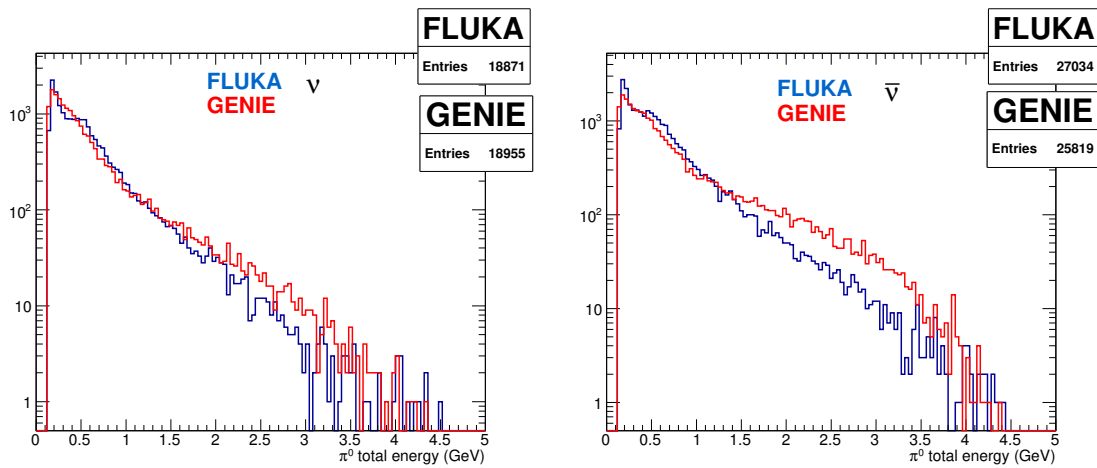 FLUKA
Entries 18871
GENIE
Entries 18955
FLUKA ν
GENIE
10³
10²
10
1
0 0.5 1 1.5 2 2.5 3 3.5 4 4.5 5
π⁰ total energy (GeV)
FLUKA
Entries 27034
GENIE
Entries 25819
FLUKA ν̅
GENIE
10³
10²
10
1
0 0.5 1 1.5 2 2.5 3 3.5 4 4.5 5
π⁰ total energy (GeV)